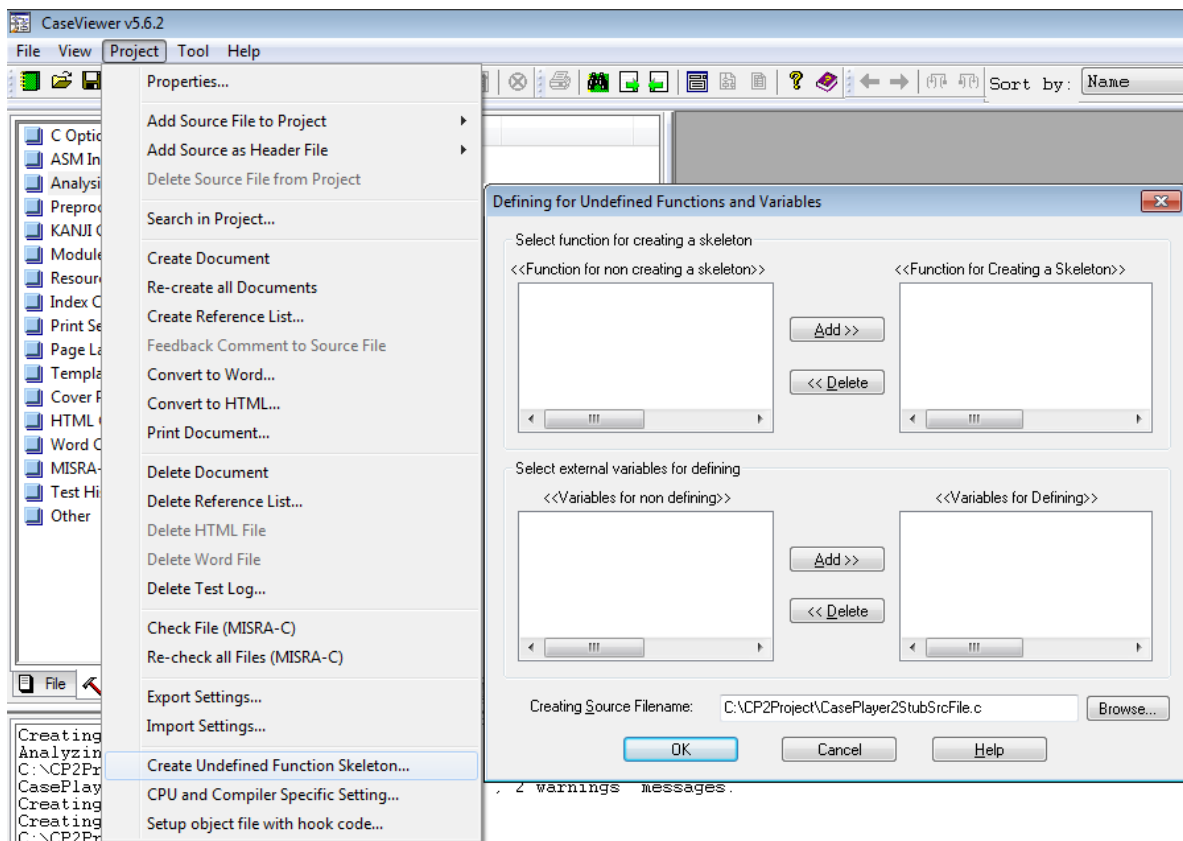 CaseViewer v5.6.2
File View Project Tool Help
Sort by: Name
C Optio
ASM In
Analysi
Preproc
KANJI C
Module
Resour
Index C
Print Se
Page La
Templa
Cover P
HTML
Word C
MISRA-
Test Hi
Other
File
Properties...
Add Source File to Project
Add Source as Header File
Delete Source File from Project
Search in Project...
Create Document
Re-create all Documents
Create Reference List...
Feedback Comment to Source File
Convert to Word...
Convert to HTML...
Print Document...
Delete Document
Delete Reference List...
Delete HTML File
Delete Word File
Delete Test Log...
Check File (MISRA-C)
Re-check all Files (MISRA-C)
Export Settings...
Import Settings...
Create Undefined Function Skeleton...
CPU and Compiler Specific Setting...
Setup object file with hook code...
Defining for Undefined Functions and Variables
Select function for creating a skeleton
<<Function for non creating a skeleton>> <<Function for Creating a Skeleton>>
Add >>
<< Delete
Select external variables for defining
<<Variables for non defining>> <<Variables for Defining>>
Add >>
<< Delete
Creating Source Filename: C:\CP2Project\CasePlayer2StubSrcFile.c Browse...
OK Cancel Help
Creating
Analyzin
C:\CP2Pr
CasePlay , 2 warnings messages.
Creating
Creating
C:\CP2Pr